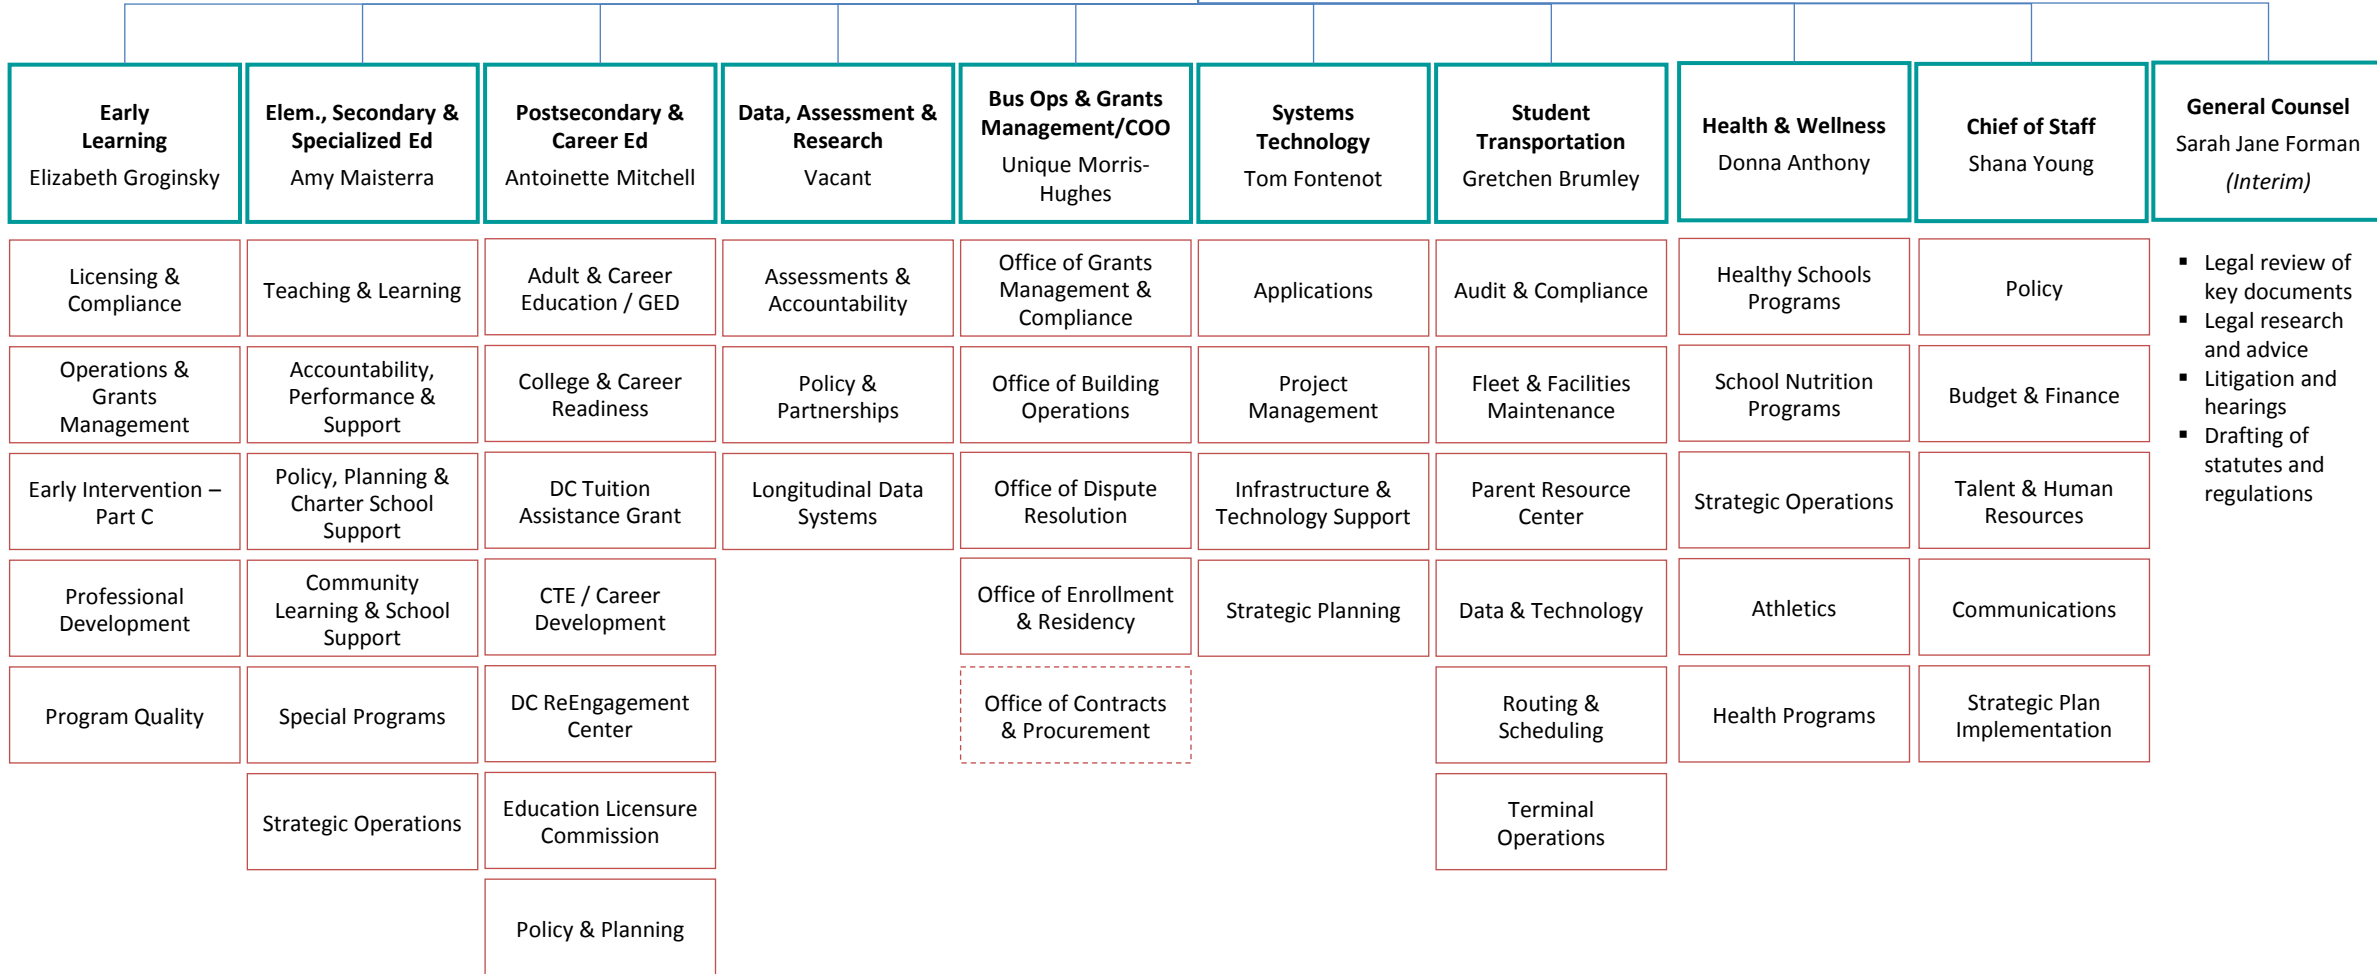 Early
Learning
Elizabeth Groginsky
Licensing &
Compliance
Operations &
Grants
Management
Early Intervention –
Part C
Professional
Development
Program Quality
Elem., Secondary &
Specialized Ed
Amy Maisterra
Teaching & Learning
Accountability,
Performance &
Support
Policy, Planning &
Charter School
Support
Community
Learning & School
Support
Special Programs
Strategic Operations
Postsecondary &
Career Ed
Antoinette Mitchell
Adult & Career
Education / GED
College & Career
Readiness
DC Tuition
Assistance Grant
CTE / Career
Development
DC ReEngagement
Center
Education Licensure
Commission
Policy & Planning
Data, Assessment &
Research
Vacant
Assessments &
Accountability
Policy &
Partnerships
Longitudinal Data
Systems
Bus Ops & Grants
Management/COO
Unique Morris-
Hughes
Office of Grants
Management &
Compliance
Office of Building
Operations
Office of Dispute
Resolution
Office of Enrollment
& Residency
Office of Contracts
& Procurement
Systems
Technology
Tom Fontenot
Applications
Project
Management
Infrastructure &
Technology Support
Strategic Planning
Student
Transportation
Gretchen Brumley
Audit & Compliance
Fleet & Facilities
Maintenance
Parent Resource
Center
Data & Technology
Routing &
Scheduling
Terminal
Operations
Health & Wellness
Donna Anthony
Healthy Schools
Programs
School Nutrition
Programs
Strategic Operations
Athletics
Health Programs
Chief of Staff
Shana Young
Policy
Budget & Finance
Talent & Human
Resources
Communications
Strategic Plan
Implementation
General Counsel
Sarah Jane Forman
(Interim)
▪ Legal review of
key documents
▪ Legal research
and advice
▪ Litigation and
hearings
▪ Drafting of
statutes and
regulations